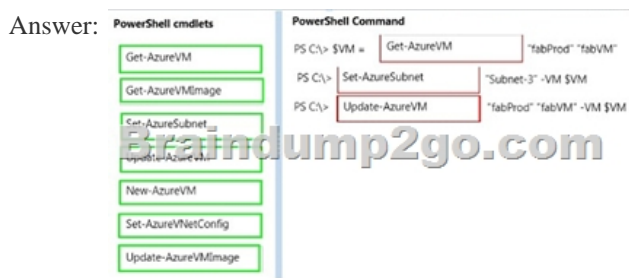 Answer:
PowerShell cmdlets
Get-AzureVM
Get-AzureVMImage
Set-AzureSubnet
Update-AzureVM
New-AzureVM
Set-AzureVNetConfig
Update-AzureVMImage
PowerShell Command
PS C:\> $VM = Get-AzureVM "fabProd" "fabVM"
PS C:\> Set-AzureSubnet "Subnet-3" -VM $VM
PS C:\> Update-AzureVM "fabProd" "fabVM" -VM $VM
Braindump2go.com